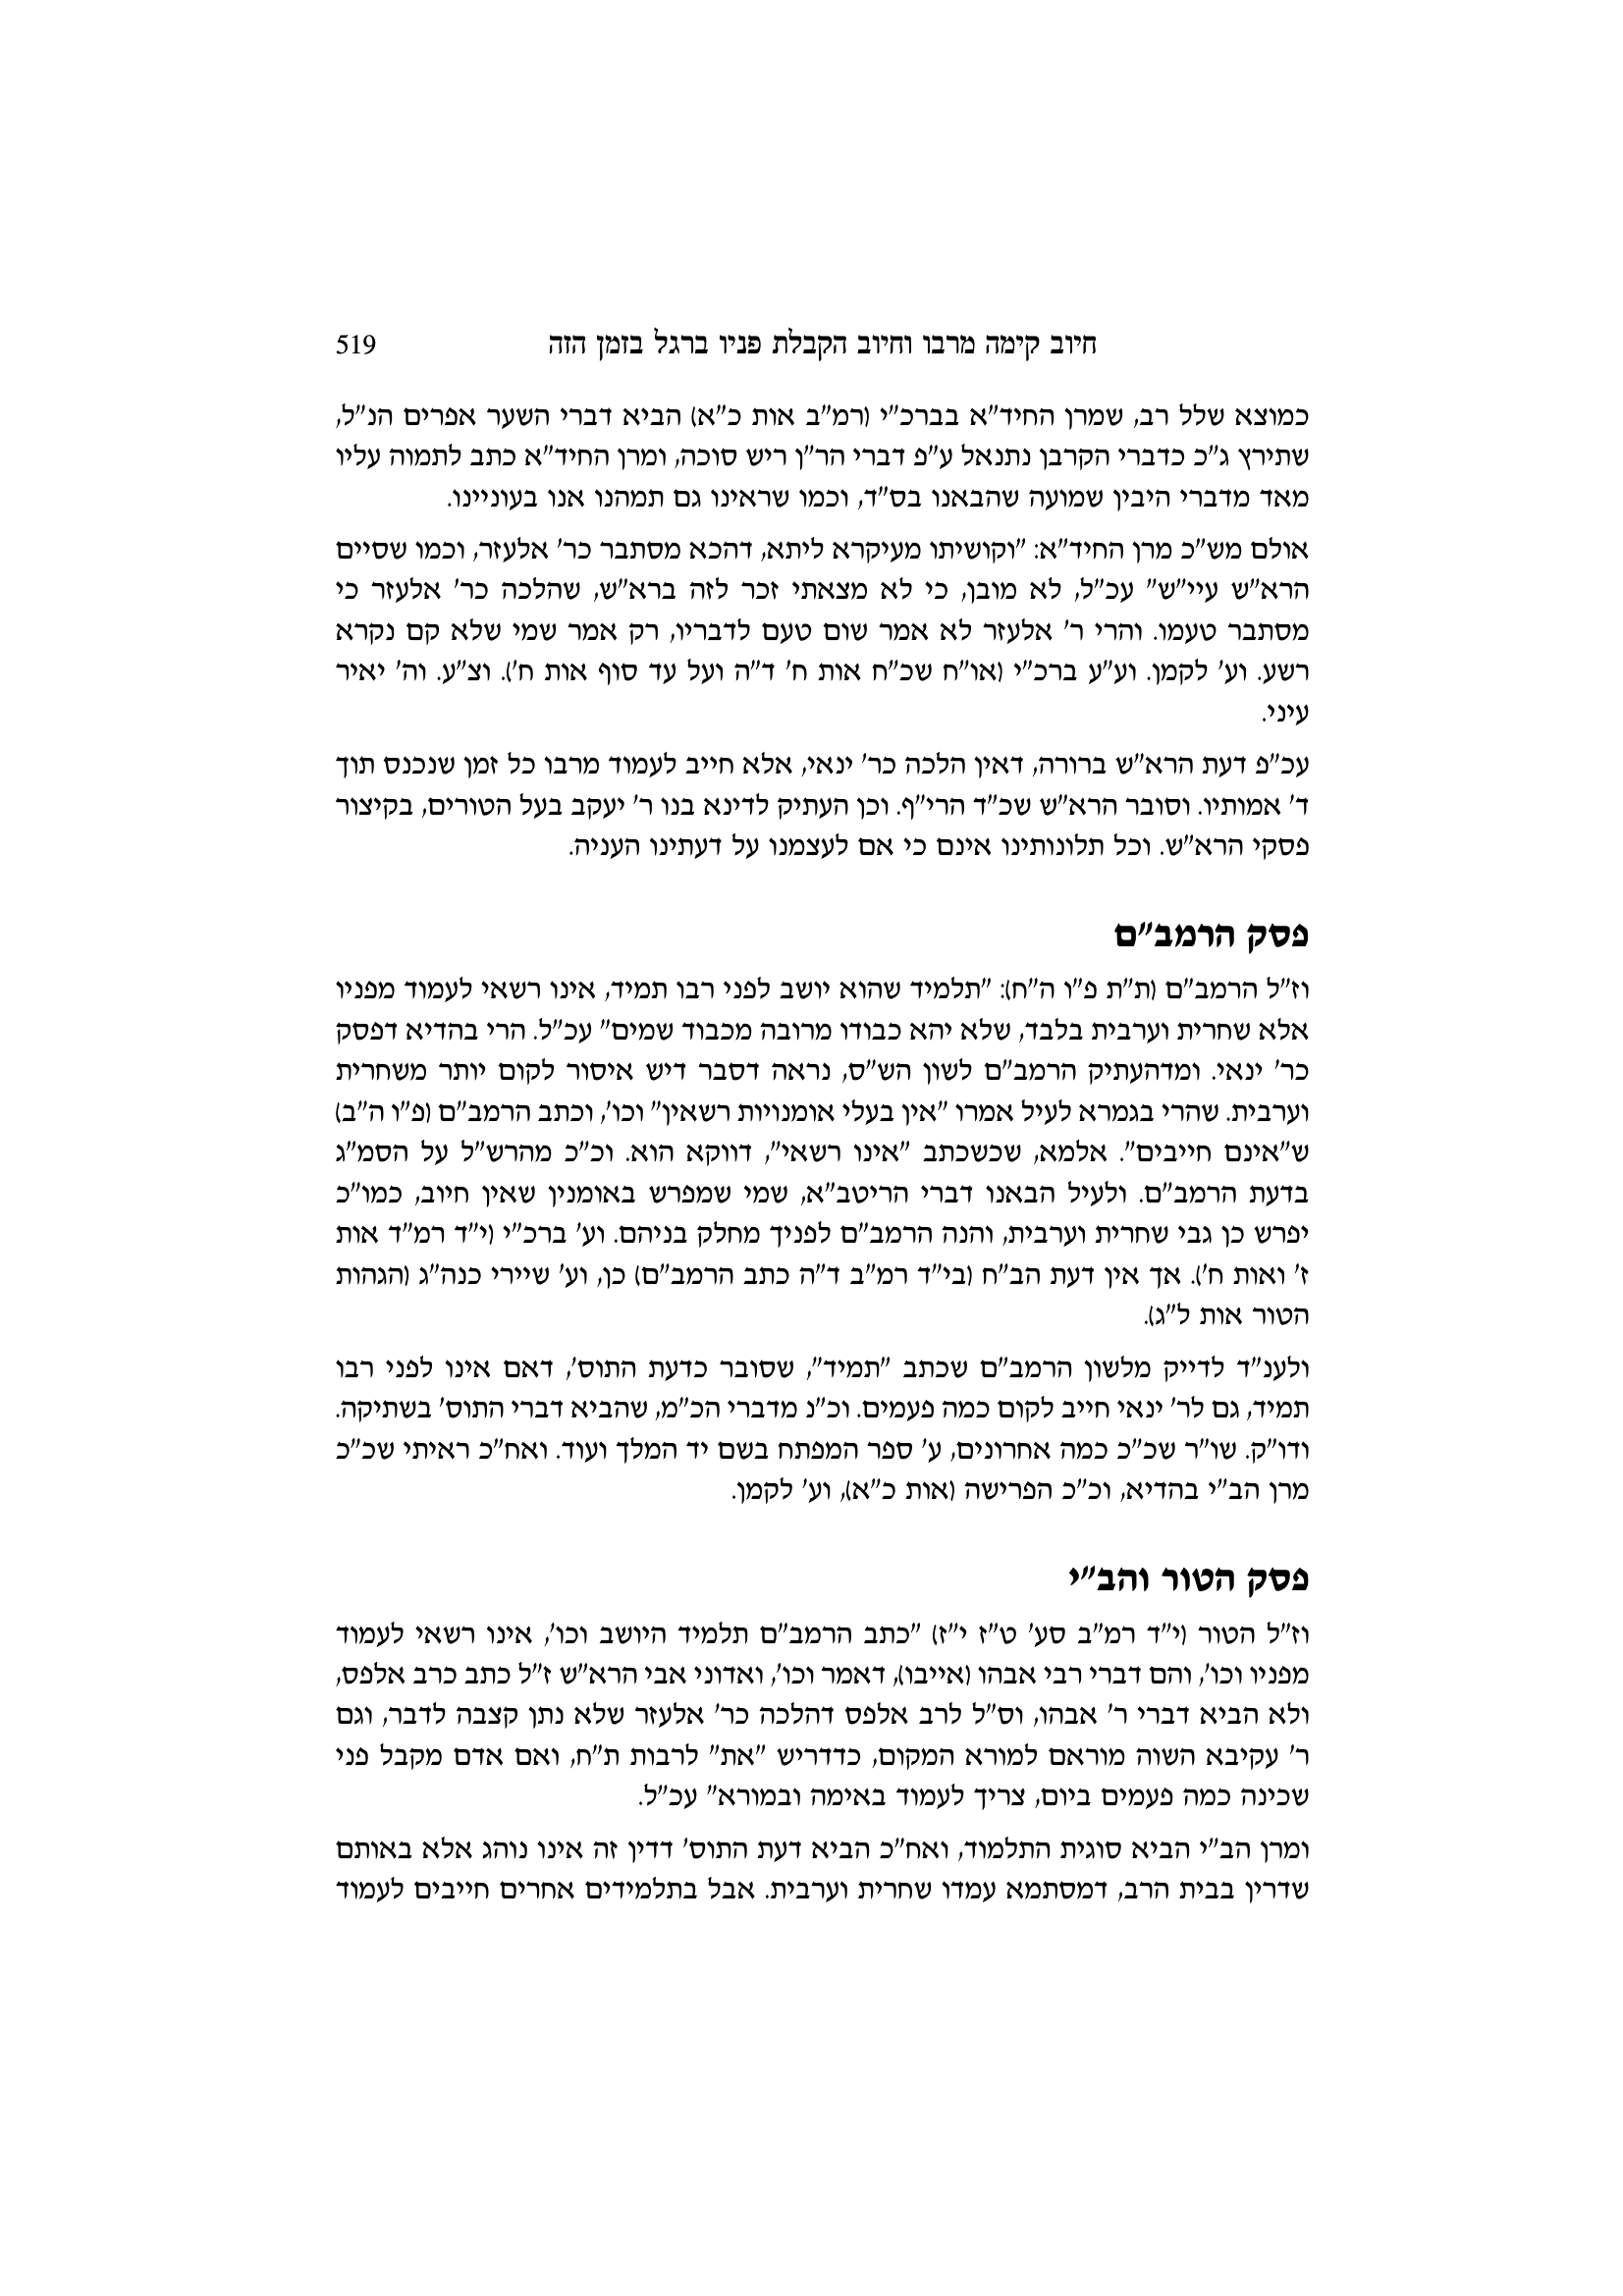 חיוב קימה מרבו וחיוב הקבלת פניו ברגל בזמן הזה 519
כמוצא שלל רב, שמרן החיד"א בברכ"י (רמ"ב אות כ"א) הביא דברי השער אפרים הנ"ל,
שתירץ ג"כ כדברי הקרבן נתנאל ע"פ דברי הר"ן ריש סוכה, ומרן החיד"א כתב לתמוה עליו
מאד מדברי היבין שמועה שהבאנו בס"ד, וכמו שראינו גם תמהנו אנו בעוניינו.
אולם מש"כ מרן החיד"א: "וקושיתו מעיקרא ליתא, דהכא מסתבר כר' אלעזר, וכמו שסיים
הרא"ש עיי"ש" עכ"ל, לא מובן, כי לא מצאתי זכר לזה ברא"ש, שהלכה כר' אלעזר כי
מסתבר טעמו. והרי ר' אלעזר לא אמר שום טעם לדבריו, רק אמר שמי שלא קם נקרא
רשע. וע' לקמן. וע"ע ברכ"י (או"ח שכ"ח אות ח' ד"ה ועל עד סוף אות ח'). וצ"ע. וה' יאיר
עיני.
עכ"פ דעת הרא"ש ברורה, דאין הלכה כר' ינאי, אלא חייב לעמוד מרבו כל זמן שנכנס תוך
ד' אמותיו. וסובר הרא"ש שכ"ד הרי"ף. וכן העתיק לדינא בנו ר' יעקב בעל הטורים, בקיצור
פסקי הרא"ש. וכל תלונותינו אינם כי אם לעצמנו על דעתינו העניה.
פסק הרמב"ם
וז"ל הרמב"ם (ת"ת פ"ו ה"ח): "תלמיד שהוא יושב לפני רבו תמיד, אינו רשאי לעמוד מפניו
אלא שחרית וערבית בלבד, שלא יהא כבודו מרובה מכבוד שמים" עכ"ל. הרי בהדיא דפסק
כר' ינאי. ומדהעתיק הרמב"ם לשון הש"ס, נראה דסבר דיש איסור לקום יותר משחרית
וערבית. שהרי בגמרא לעיל אמרו "אין בעלי אומנויות רשאין" וכו', וכתב הרמב"ם (פ"ו ה"ב)
ש"אינם חייבים". אלמא, שכשכתב "אינו רשאי", דווקא הוא. וכ"כ מהרש"ל על הסמ"ג
בדעת הרמב"ם. ולעיל הבאנו דברי הריטב"א, שמי שמפרש באומנין שאין חיוב, כמו"כ
יפרש כן גבי שחרית וערבית, והנה הרמב"ם לפניך מחלק בניהם. וע' ברכ"י (י"ד רמ"ד אות
ז' ואות ח'). אך אין דעת הב"ח (בי"ד רמ"ב ד"ה כתב הרמב"ם) כן, וע' שיירי כנה"ג (הגהות
הטור אות ל"ג).
ולענ"ד לדייק מלשון הרמב"ם שכתב "תמיד", שסובר כדעת התוס', דאם אינו לפני רבו
תמיד, גם לר' ינאי חייב לקום כמה פעמים. וכ"נ מדברי הכ"מ, שהביא דברי התוס' בשתיקה.
ודו"ק. שו"ר שכ"כ כמה אחרונים, ע' ספר המפתח בשם יד המלך ועוד. ואח"כ ראיתי שכ"כ
מרן הב"י בהדיא, וכ"כ הפרישה (אות כ"א), וע' לקמן.
פסק הטור והב"י
וז"ל הטור (י"ד רמ"ב סע' ט"ז י"ז) "כתב הרמב"ם תלמיד היושב וכו', אינו רשאי לעמוד
מפניו וכו', והם דברי רבי אבהו (אייבו), דאמר וכו', ואדוני אבי הרא"ש ז"ל כתב כרב אלפס,
ולא הביא דברי ר' אבהו, וס"ל לרב אלפס דהלכה כר' אלעזר שלא נתן קצבה לדבר, וגם
ר' עקיבא השוה מוראם למורא המקום, כדדריש "את" לרבות ת"ח, ואם אדם מקבל פני
שכינה כמה פעמים ביום, צריך לעמוד באימה ובמורא" עכ"ל.
ומרן הב"י הביא סוגית התלמוד, ואח"כ הביא דעת התוס' דדין זה אינו נוהג אלא באותם
שדרין בבית הרב, דמסתמא עמדו שחרית וערבית. אבל בתלמידים אחרים חייבים לעמוד